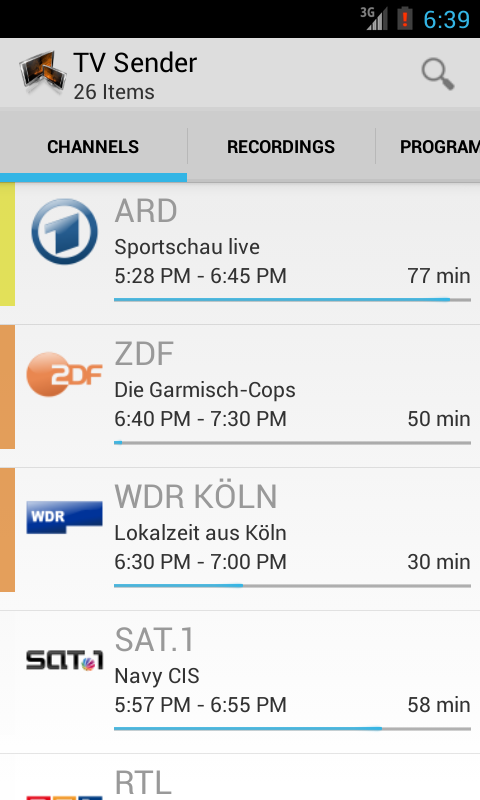 3G 6:39
TV Sender
26 Items
CHANNELS RECORDINGS PROGRAM
ARD
1
Sportschau live
5:28 PM - 6:45 PM 77 min
ZDF
ZDF
Die Garmisch-Cops
6:40 PM - 7:30 PM 50 min
WDR KÖLN
WDR
Lokalzeit aus Köln
6:30 PM - 7:00 PM 30 min
SAT.1
SAT.1
Navy CIS
5:57 PM - 6:55 PM 58 min
RTL